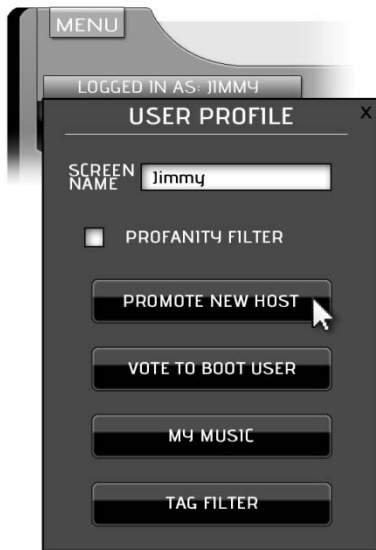 MENU
LOGGED IN AS: JIMMY
USER PROFILE
X
SCREEN
NAME
Jimmy
PROFANITY FILTER
PROMOTE NEW HOST
VOTE TO BOOT USER
MY MUSIC
TAG FILTER